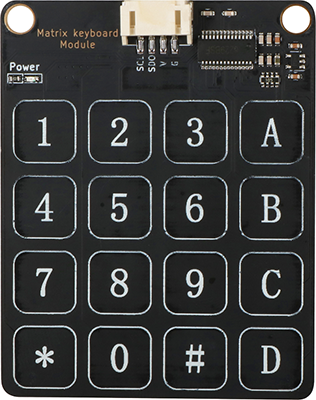 Matrix keyboard
Module
SCL SDO V G
Power
1 2 3 A
4 5 6 B
7 8 9 C
* 0 # D